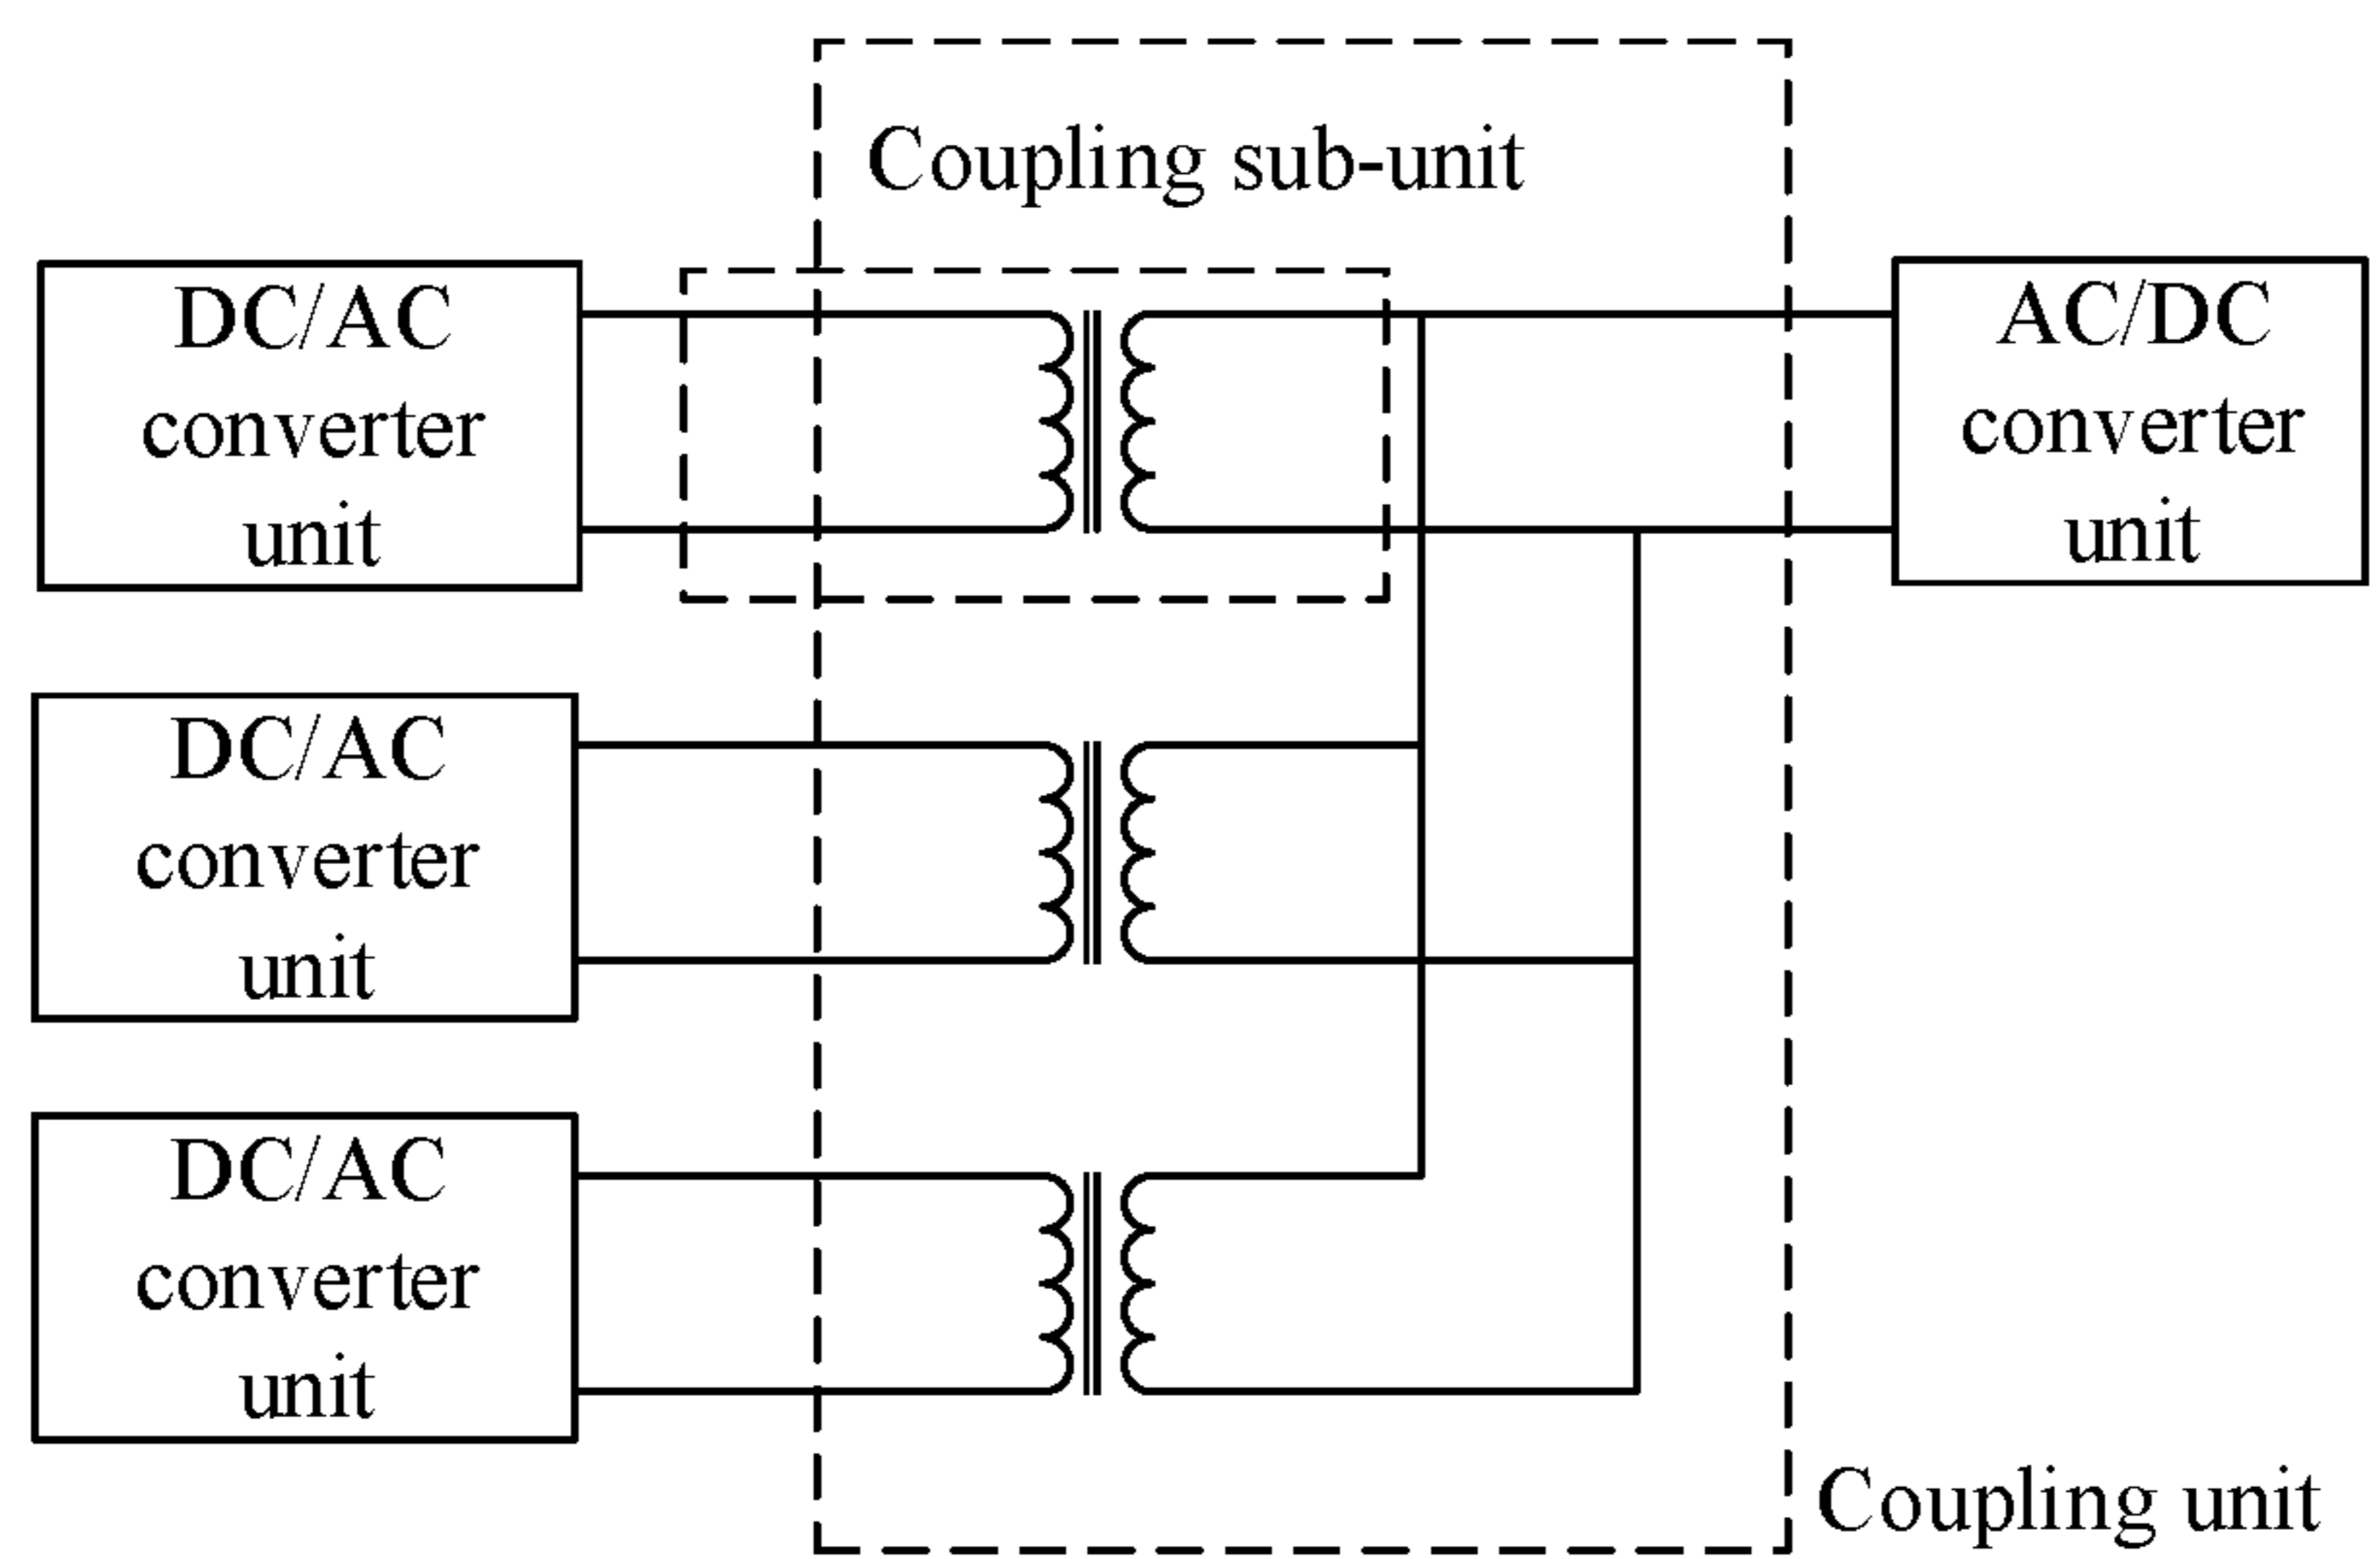 Coupling sub-unit
DC/AC
converter
unit
AC/DC
converter
unit
DC/AC
converter
unit
DC/AC
converter
unit
Coupling unit